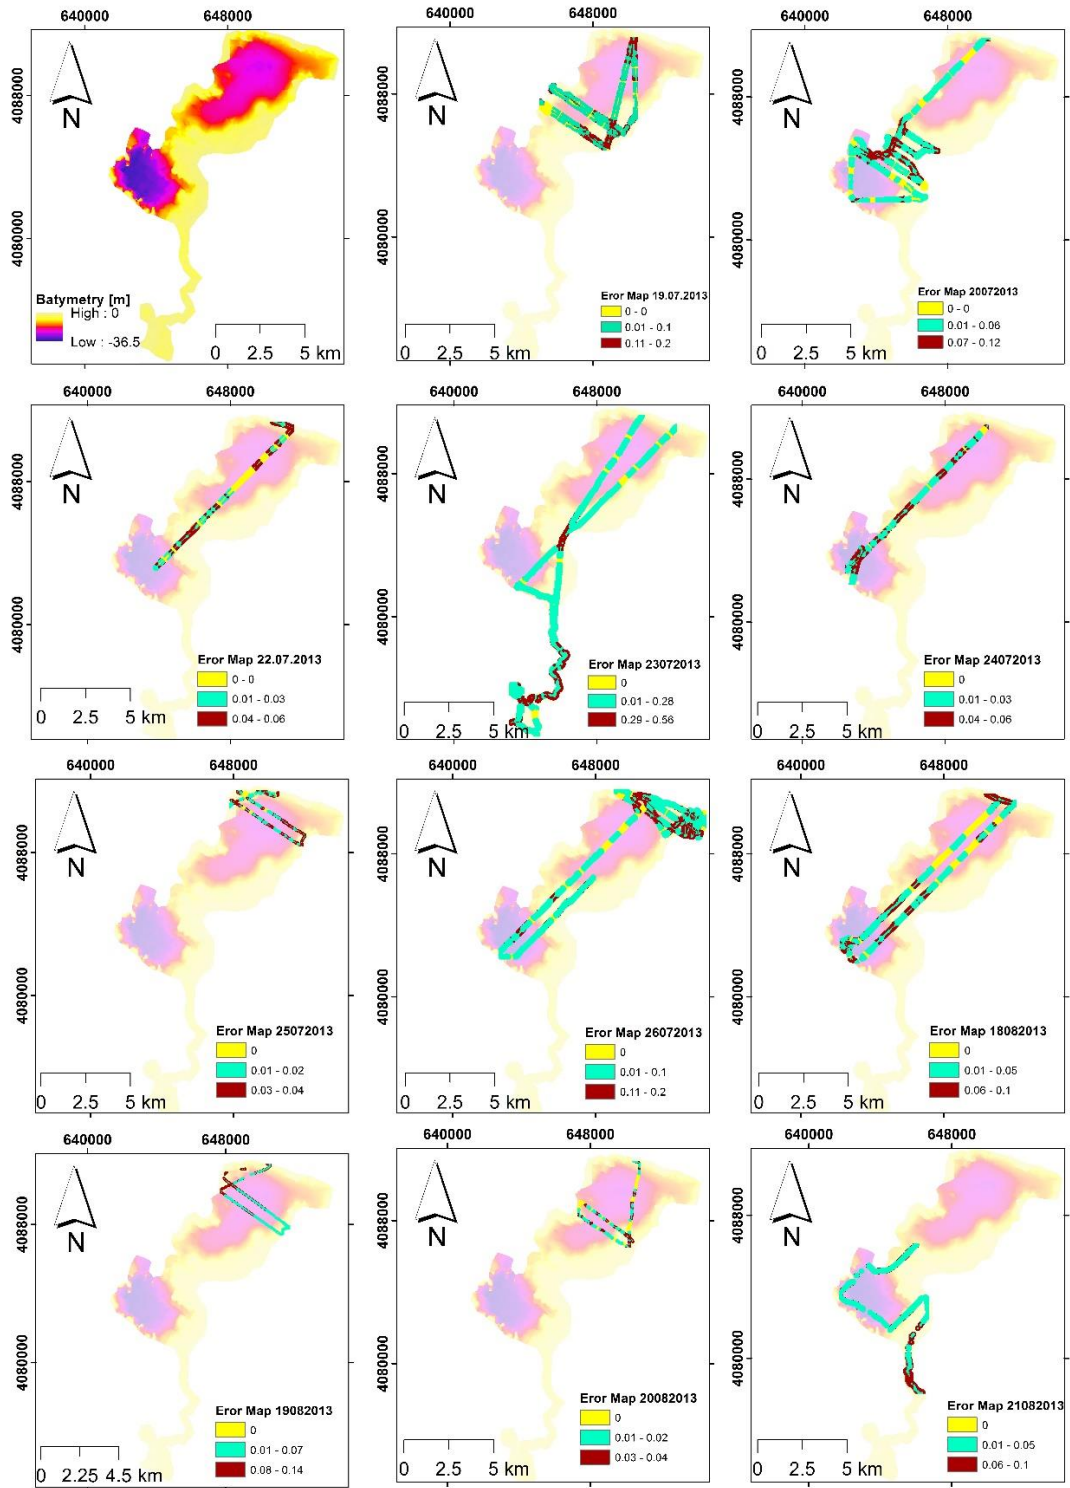 640000 648000
4088000
4080000
N
Batymetry [m]
High : 0
Low : -36.5
0 2.5 5 km
640000 648000
4088000
4080000
N
Eror Map 19.07.2013
0 - 0
0.01 - 0.1
0.11 - 0.2
0 2.5 5 km
640000 648000
4088000
4080000
N
Eror Map 20072013
0 - 0
0.01 - 0.06
0.07 - 0.12
0 2.5 5 km
640000 648000
4088000
4080000
N
Eror Map 22.07.2013
0 - 0
0.01 - 0.03
0.04 - 0.06
0 2.5 5 km
640000 648000
4088000
4080000
N
Eror Map 23072013
0
0.01 - 0.28
0.29 - 0.56
0 2.5 5 km
640000 648000
4088000
4080000
N
Eror Map 24072013
0
0.01 - 0.03
0.04 - 0.06
0 2.5 5 km
640000 648000
4088000
4080000
N
Eror Map 25072013
0
0.01 - 0.02
0.03 - 0.04
0 2.5 5 km
640000 648000
4088000
4080000
N
Eror Map 26072013
0
0.01 - 0.1
0.11 - 0.2
0 2.5 5 km
640000 648000
4088000
4080000
N
Eror Map 18082013
0
0.01 - 0.05
0.06 - 0.1
0 2.5 5 km
640000 648000
4088000
4080000
N
Eror Map 19082013
0
0.01 - 0.07
0.08 - 0.14
0 2.25 4.5 km
640000 648000
4088000
4080000
N
Eror Map 20082013
0
0.01 - 0.02
0.03 - 0.04
0 2.5 5 km
640000 648000
4088000
4080000
N
Eror Map 21082013
0
0.01 - 0.05
0.06 - 0.1
0 2.5 5 km